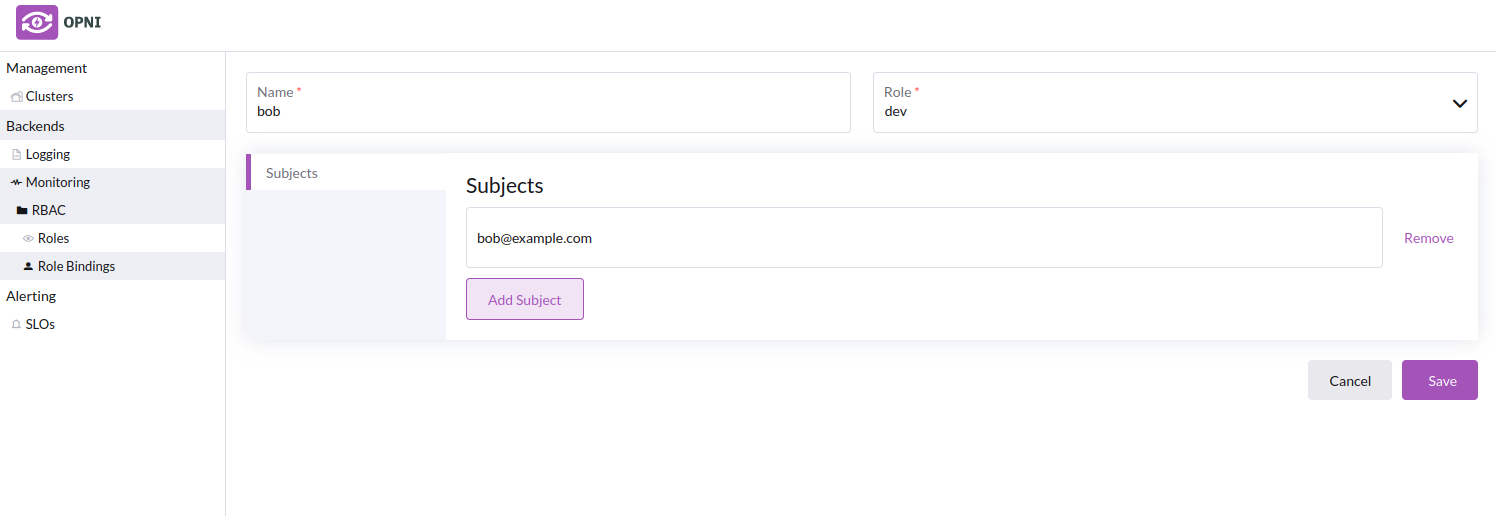 OPNI
Management
Clusters
Backends
Logging
Monitoring
RBAC
Roles
Role Bindings
Alerting
SLOs
Name *
bob
Role *
dev
Subjects
Subjects
bob@example.com
Remove
Add Subject
Cancel
Save